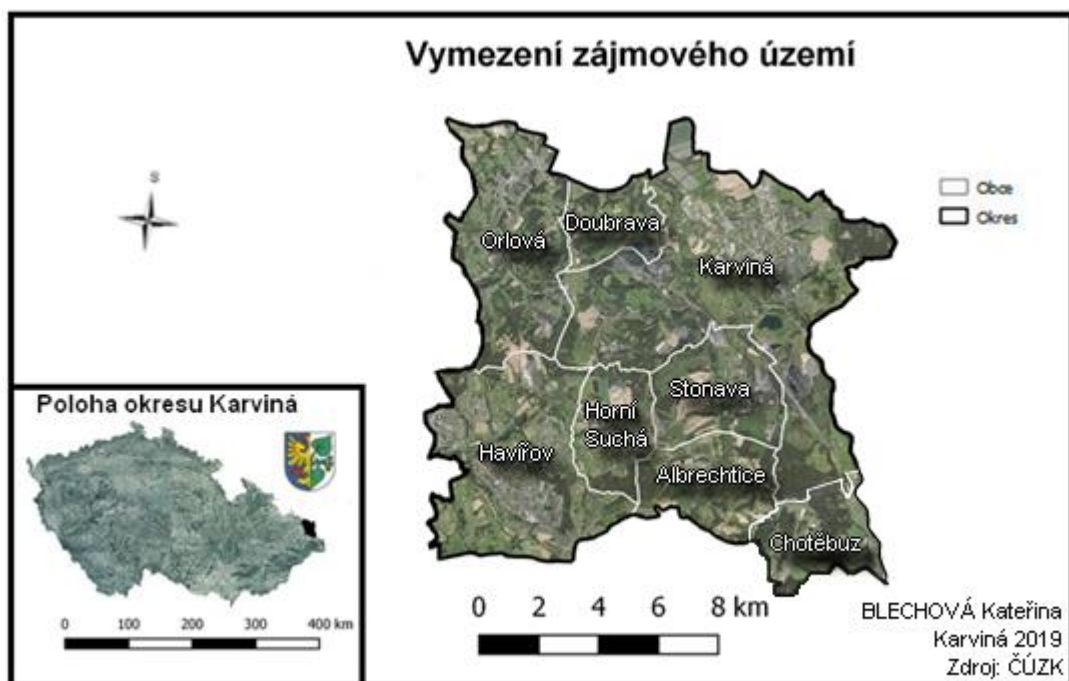 Vymezení zájmového území
S
Obce
Okres
Orlová
Doubrava
Karviná
Stonava
Horní
Suchá
Havířov
Albrechtice
Chotěbuz
Poloha okresu Karviná
0 100 200 300 400 km
0 2 4 6 8 km
BLECHOVÁ Kateřina
Karviná 2019
Zdroj: ČÚZK